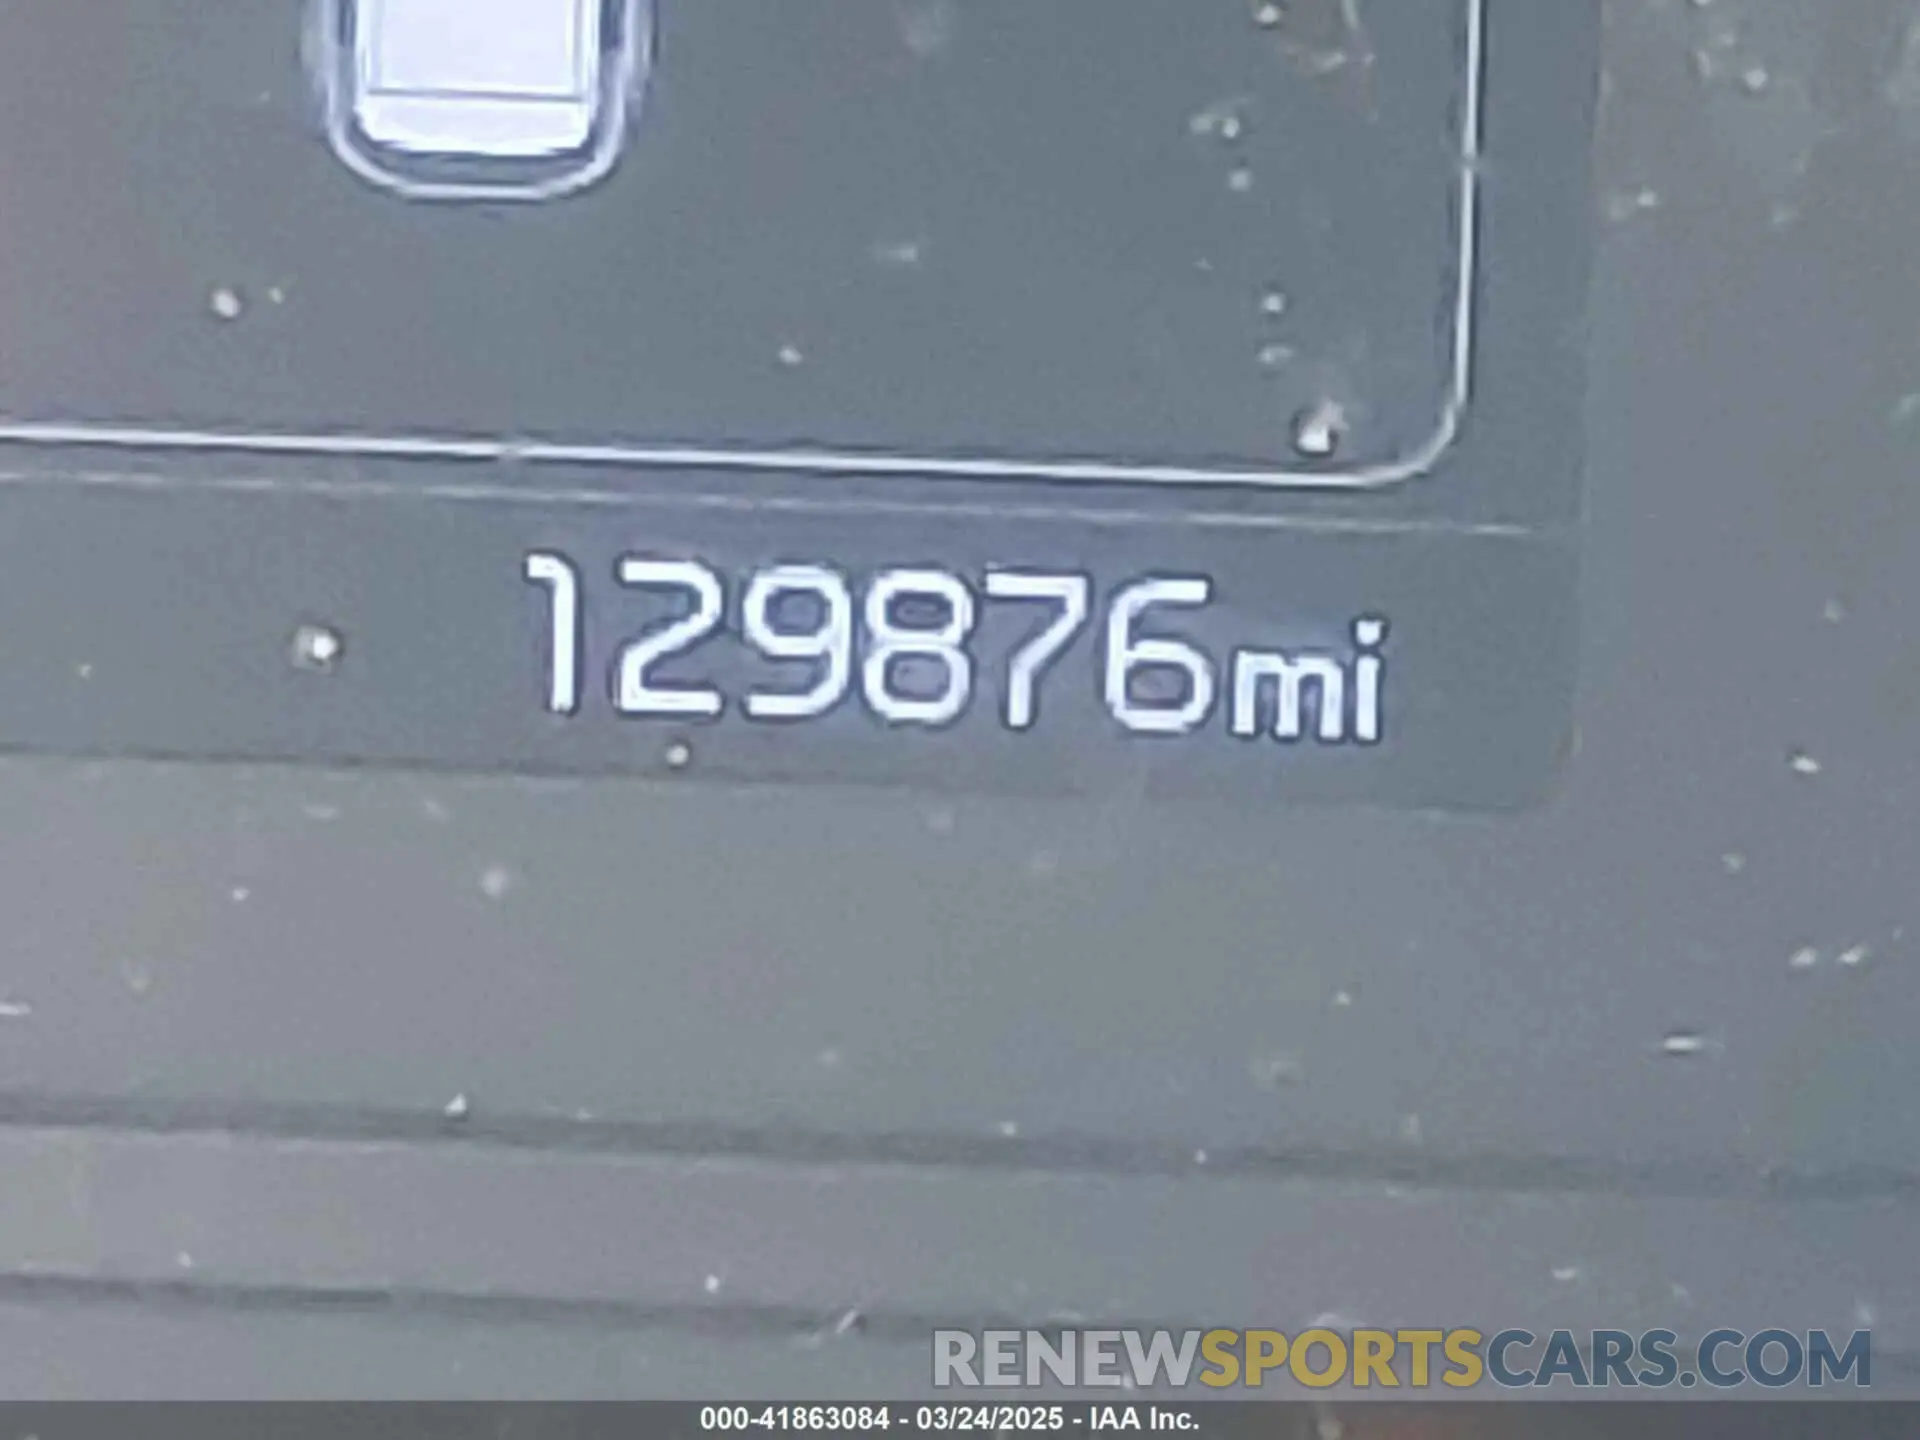 129876mi
RENEWSPORTSCARS.COM
000-41863084 - 03/24/2025 - IAA Inc.